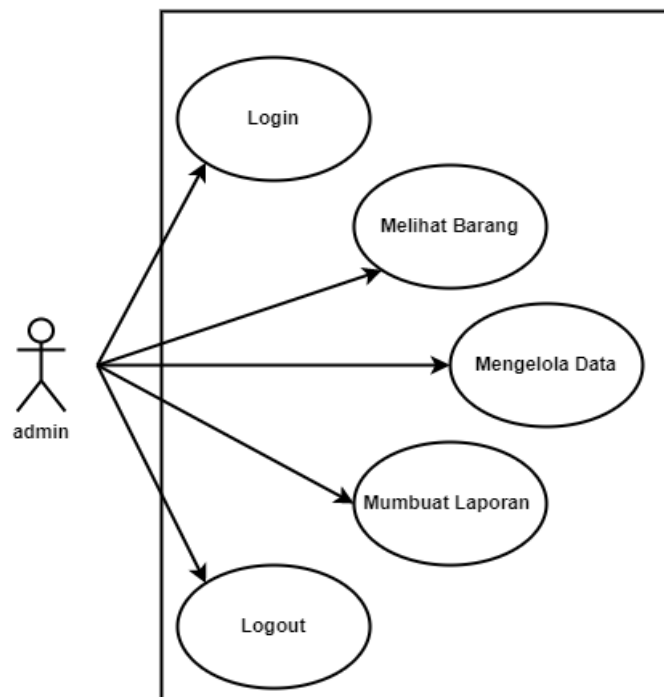 Login
Melihat Barang
Mengelola Data
admin
Mumbuat Laporan
Logout